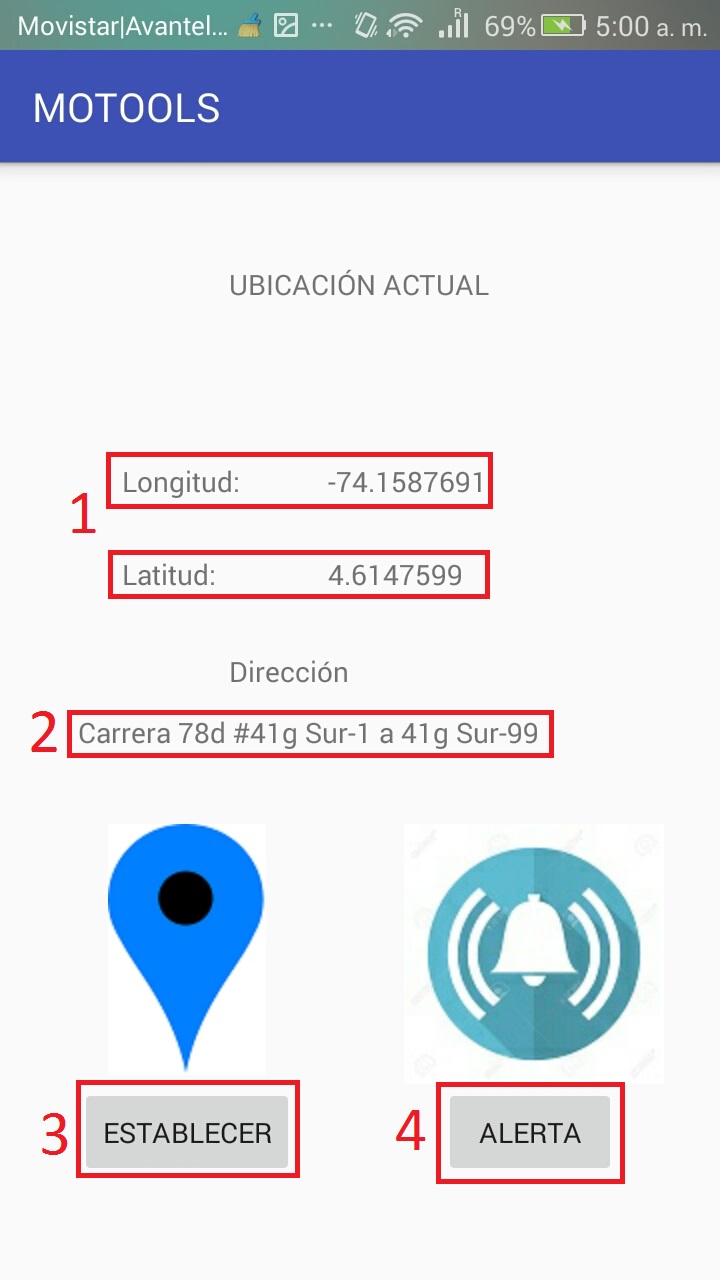 Movistar|Avantel... R 69% 5:00 a. m.
MOTOOLS
UBICACIÓN ACTUAL
1
Longitud: -74.1587691
Latitud: 4.6147599
Dirección
2 Carrera 78d #41g Sur-1 a 41g Sur-99
3 ESTABLECER 4 ALERTA